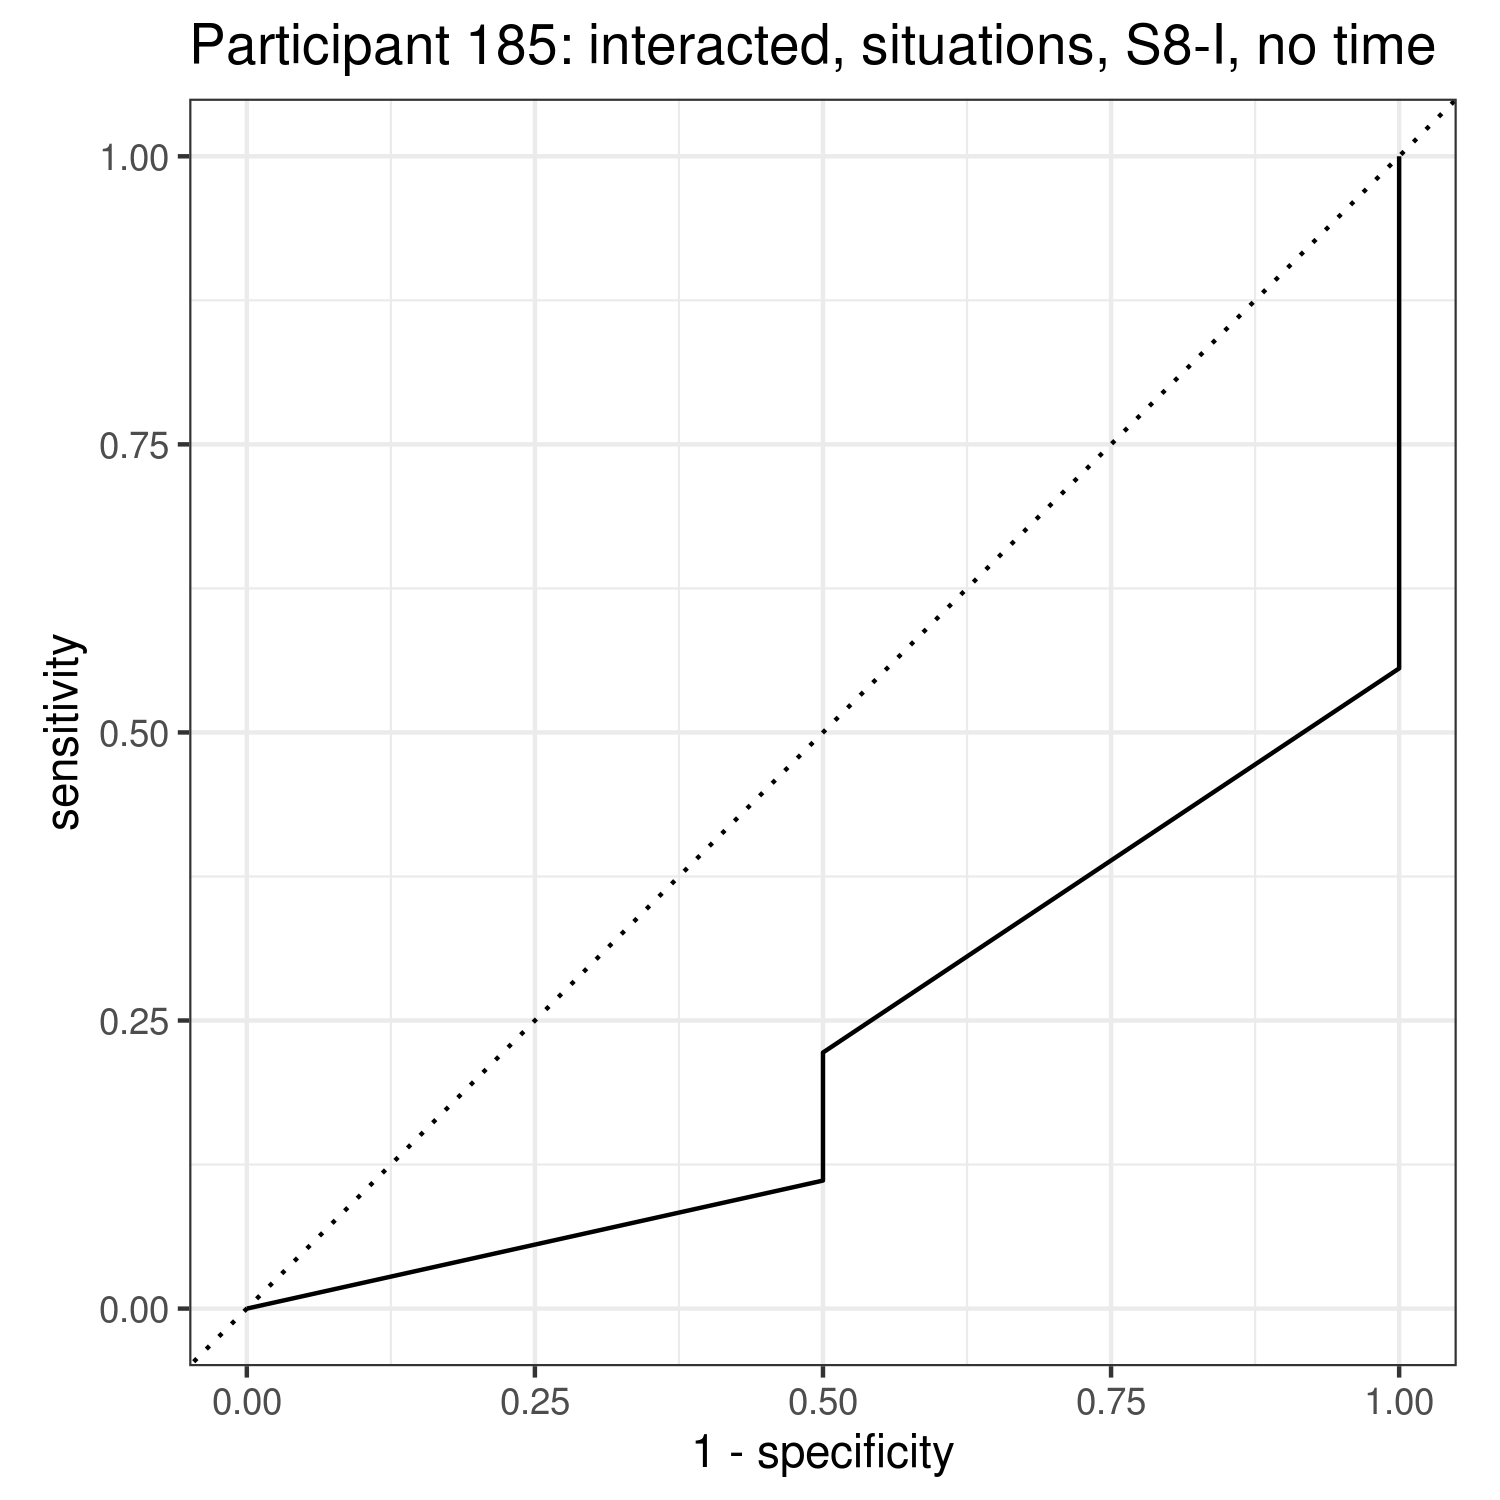 Participant 185: interacted, situations, S8-I, no time
1.00
0.75
0.50
0.25
0.00
sensitivity
0.00 0.25 0.50 0.75 1.00
1 - specificity